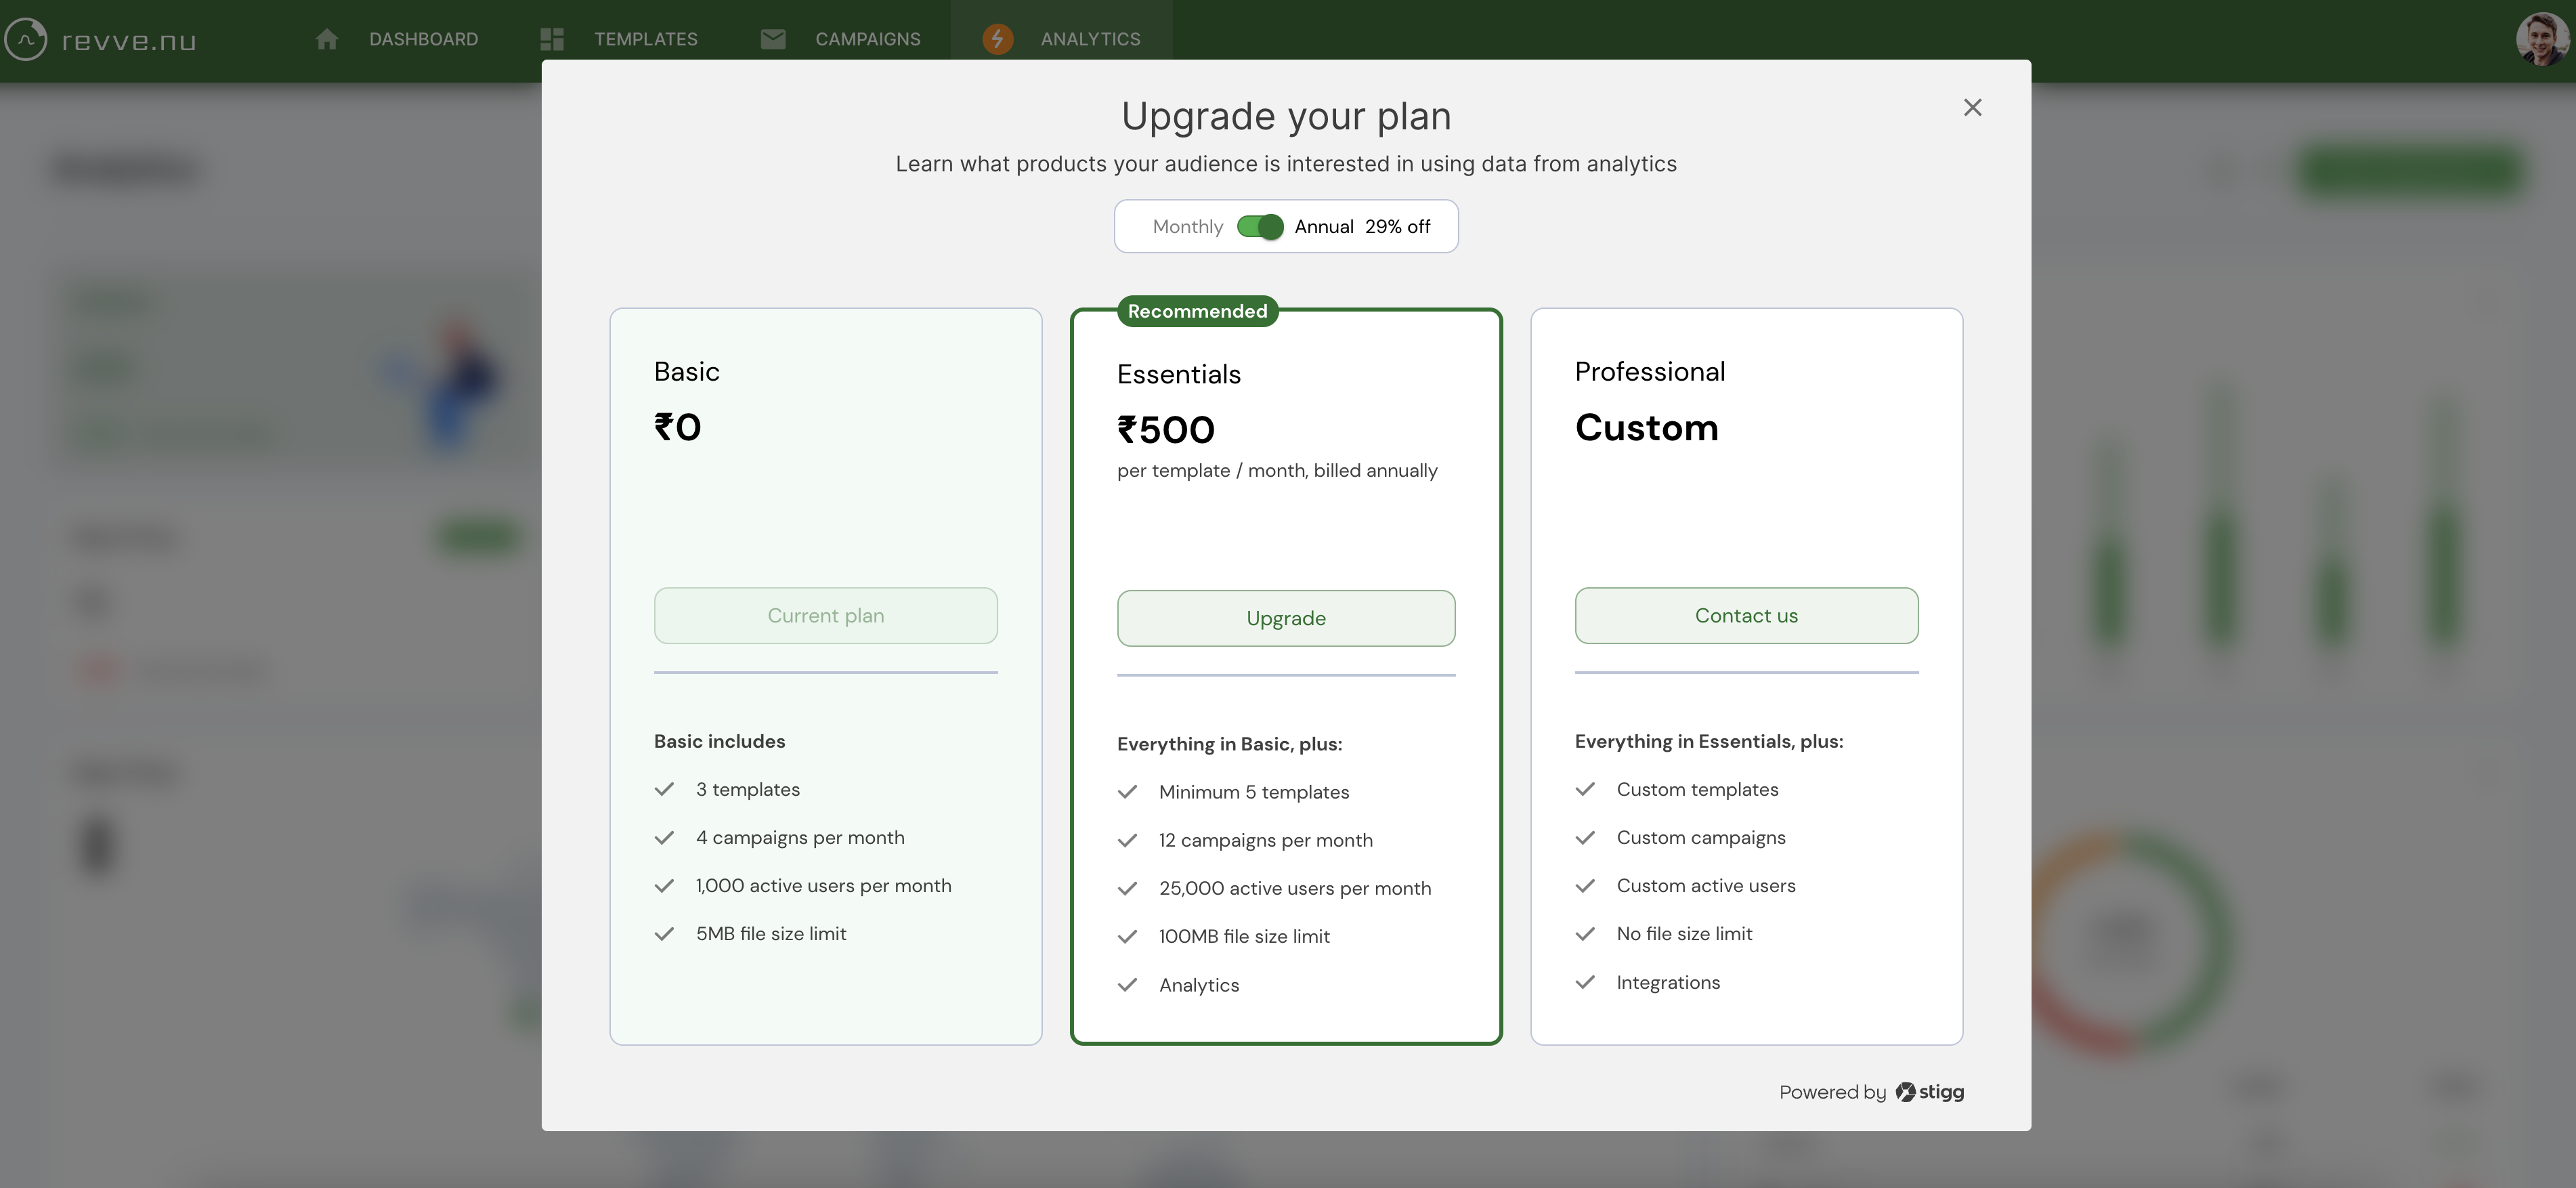 revve.nu
DASHBOARD
TEMPLATES
CAMPAIGNS
ANALYTICS
Upgrade your plan
Learn what products your audience is interested in using data from analytics
Monthly
Annual 29% off
Basic
₹0
Current plan
Basic includes
3 templates
4 campaigns per month
1,000 active users per month
5MB file size limit
Recommended
Essentials
₹500
per template / month, billed annually
Upgrade
Everything in Basic, plus:
Minimum 5 templates
12 campaigns per month
25,000 active users per month
100MB file size limit
Analytics
Professional
Custom
Contact us
Everything in Essentials, plus:
Custom templates
Custom campaigns
Custom active users
No file size limit
Integrations
Powered by stigg